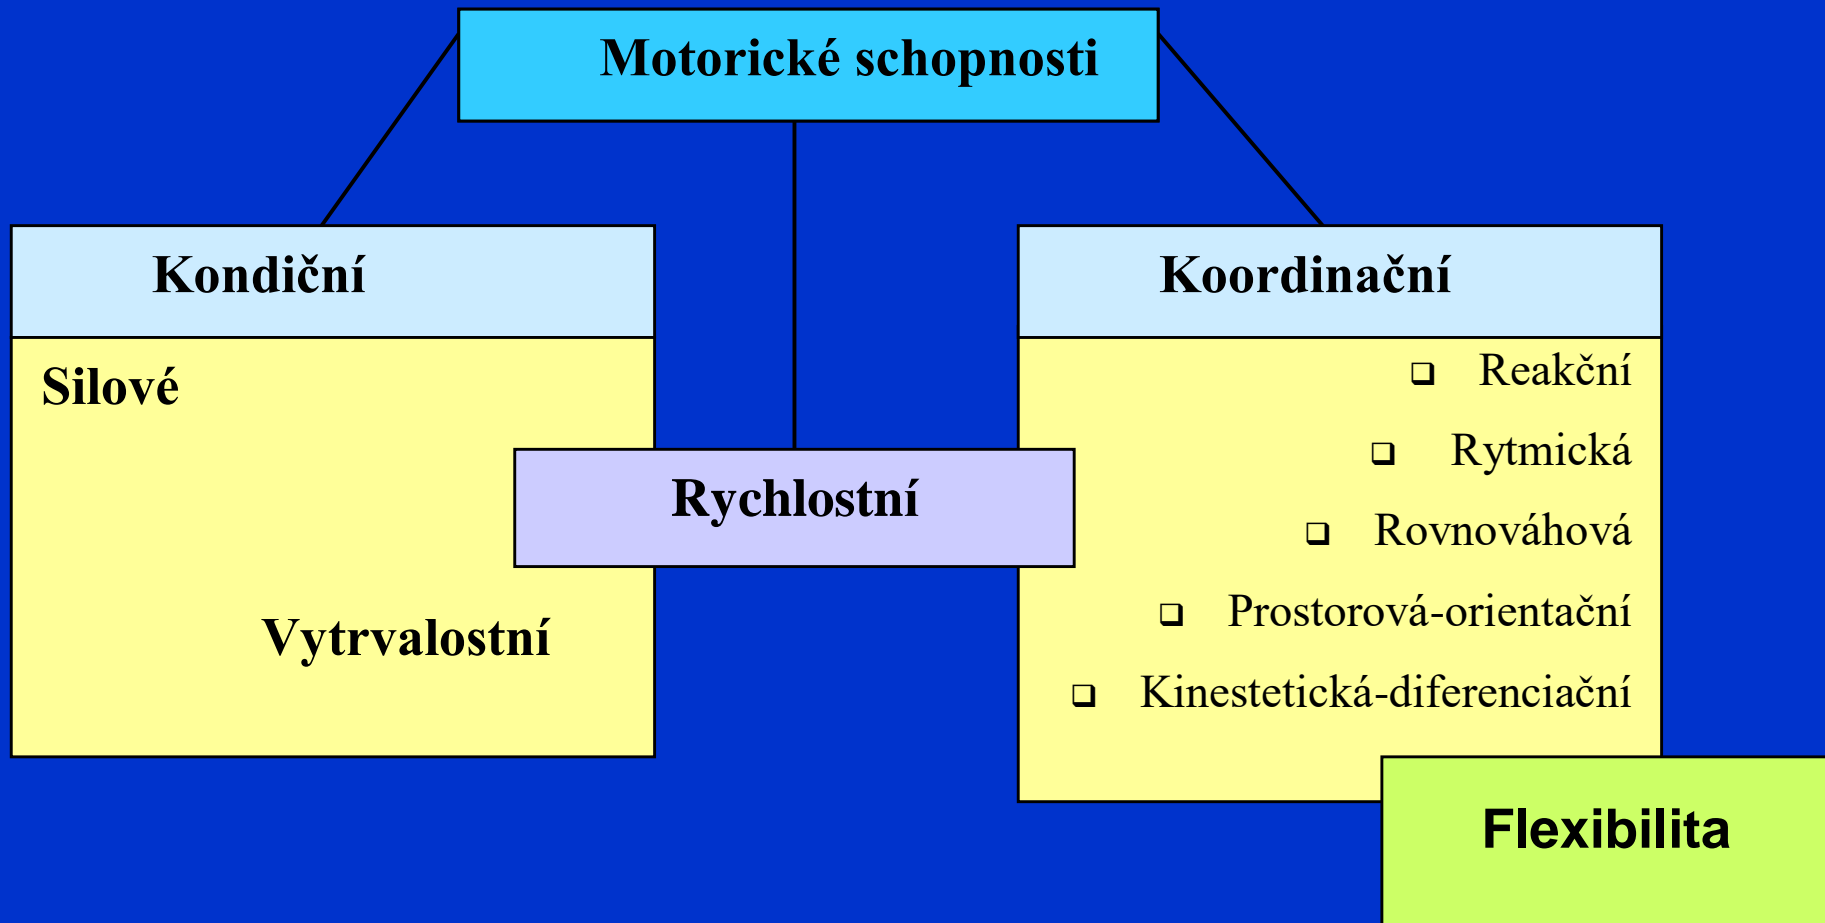 Motorické schopnosti
Kondiční
Silové
Vytrvalostní
Rychlostní
Koordinační
❑ Reakční
❑ Rytmická
❑ Rovnováhová
❑ Prostorová-orientační
❑ Kinestetická-diferenciační
Flexibilita